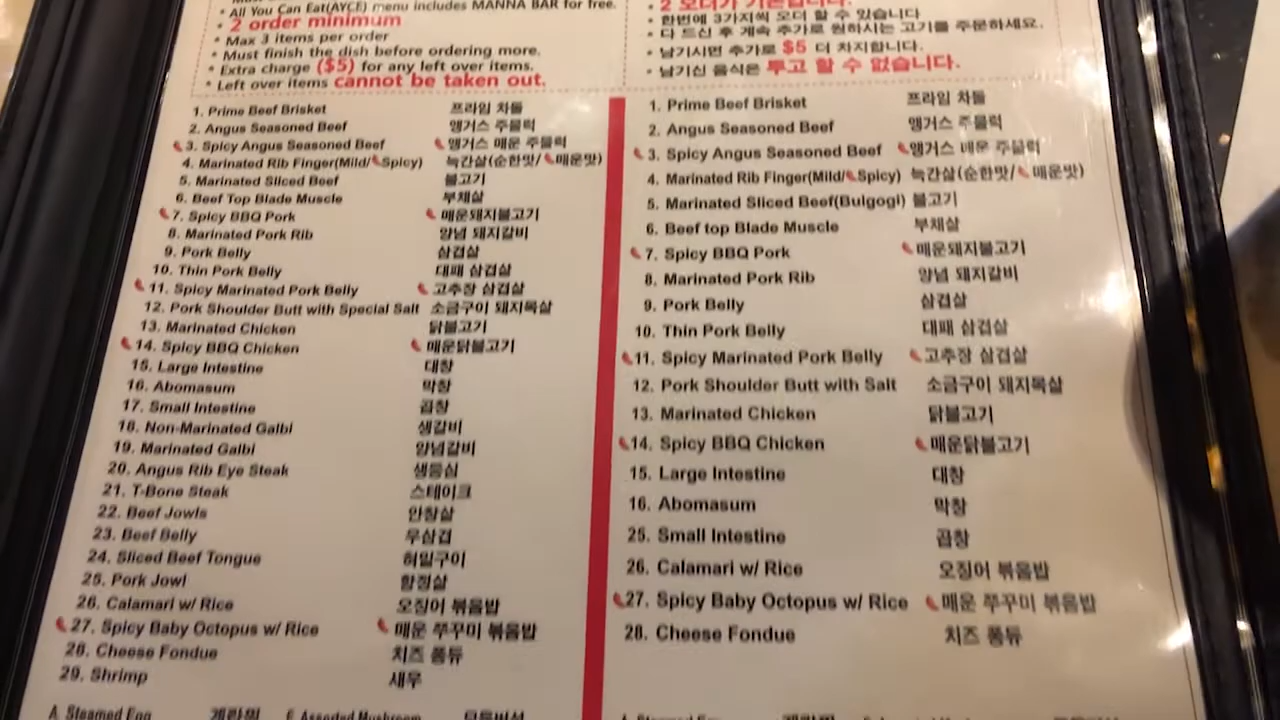 * All You Can Eat(AYCE) menu includes MANNA BAR for free.
* 2 order minimum
* Max 3 items per order
* Must finish the dish before ordering more.
* Extra charge ($5) for any left over items.
* Left over items cannot be taken out.
1. Prime Beef Brisket 프라임 차돌
2. Angus Seasoned Beef 앵거스 주물럭
3. Spicy Angus Seasoned Beef 앵거스 매운 주물럭
4. Marinated Rib Finger(Mild/Spicy) 늑간살(순한맛/매운맛)
5. Marinated Sliced Beef 불고기
6. Beef Top Blade Muscle 부채살
7. Spicy BBQ Pork 매운돼지불고기
8. Marinated Pork Rib 양념 돼지갈비
9. Pork Belly 삼겹살
10. Thin Pork Belly 대패 삼겹살
11. Spicy Marinated Pork Belly 고추장 삼겹살
12. Pork Shoulder Butt with Special Salt 소금구이 돼지목살
13. Marinated Chicken 닭불고기
14. Spicy BBQ Chicken 매운닭불고기
15. Large Intestine 대창
16. Abomasum 막창
17. Small Intestine 곱창
18. Non-Marinated Galbi 생갈비
19. Marinated Galbi 양념갈비
20. Angus Rib Eye Steak 생등심
21. T-Bone Steak 스테이크
22. Beef Jowls 안창살
23. Beef Belly 우삼겹
24. Sliced Beef Tongue 혀밑구이
25. Pork Jowl 항정살
26. Calamari w/ Rice 오징어 볶음밥
27. Spicy Baby Octopus w/ Rice 매운 쭈꾸미 볶음밥
28. Cheese Fondue 치즈 퐁듀
29. Shrimp 새우
A. Steamed Egg 계란찜 E. Assorted Mushroom 모듬버섯
* 2 오더가 기본입니다.
* 한번에 3가지씩 오더 할 수 있습니다
* 다 드신 후 계속 추가로 원하시는 고기를 주문하세요.
* 남기시면 추가로 $5 더 차지합니다.
* 남기신 음식은 투고 할 수 없습니다.
1. Prime Beef Brisket 프라임 차돌
2. Angus Seasoned Beef 앵거스 주물럭
3. Spicy Angus Seasoned Beef 앵거스 매운 주물럭
4. Marinated Rib Finger(Mild/Spicy) 늑간살(순한맛/매운맛)
5. Marinated Sliced Beef(Bulgogi) 불고기
6. Beef top Blade Muscle 부채살
7. Spicy BBQ Pork 매운돼지불고기
8. Marinated Pork Rib 양념 돼지갈비
9. Pork Belly 삼겹살
10. Thin Pork Belly 대패 삼겹살
11. Spicy Marinated Pork Belly 고추장 삼겹살
12. Pork Shoulder Butt with Salt 소금구이 돼지목살
13. Marinated Chicken 닭불고기
14. Spicy BBQ Chicken 매운닭불고기
15. Large Intestine 대창
16. Abomasum 막창
25. Small Intestine 곱창
26. Calamari w/ Rice 오징어 볶음밥
27. Spicy Baby Octopus w/ Rice 매운 쭈꾸미 볶음밥
28. Cheese Fondue 치즈 퐁듀